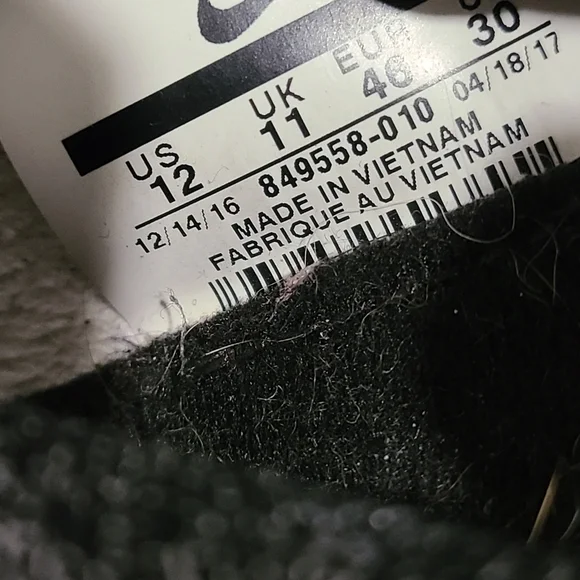 US UK EUR
12 11 46 30
12/14/16 849558-010 04/18/17
MADE IN VIETNAM
FABRIQUE AU VIETNAM